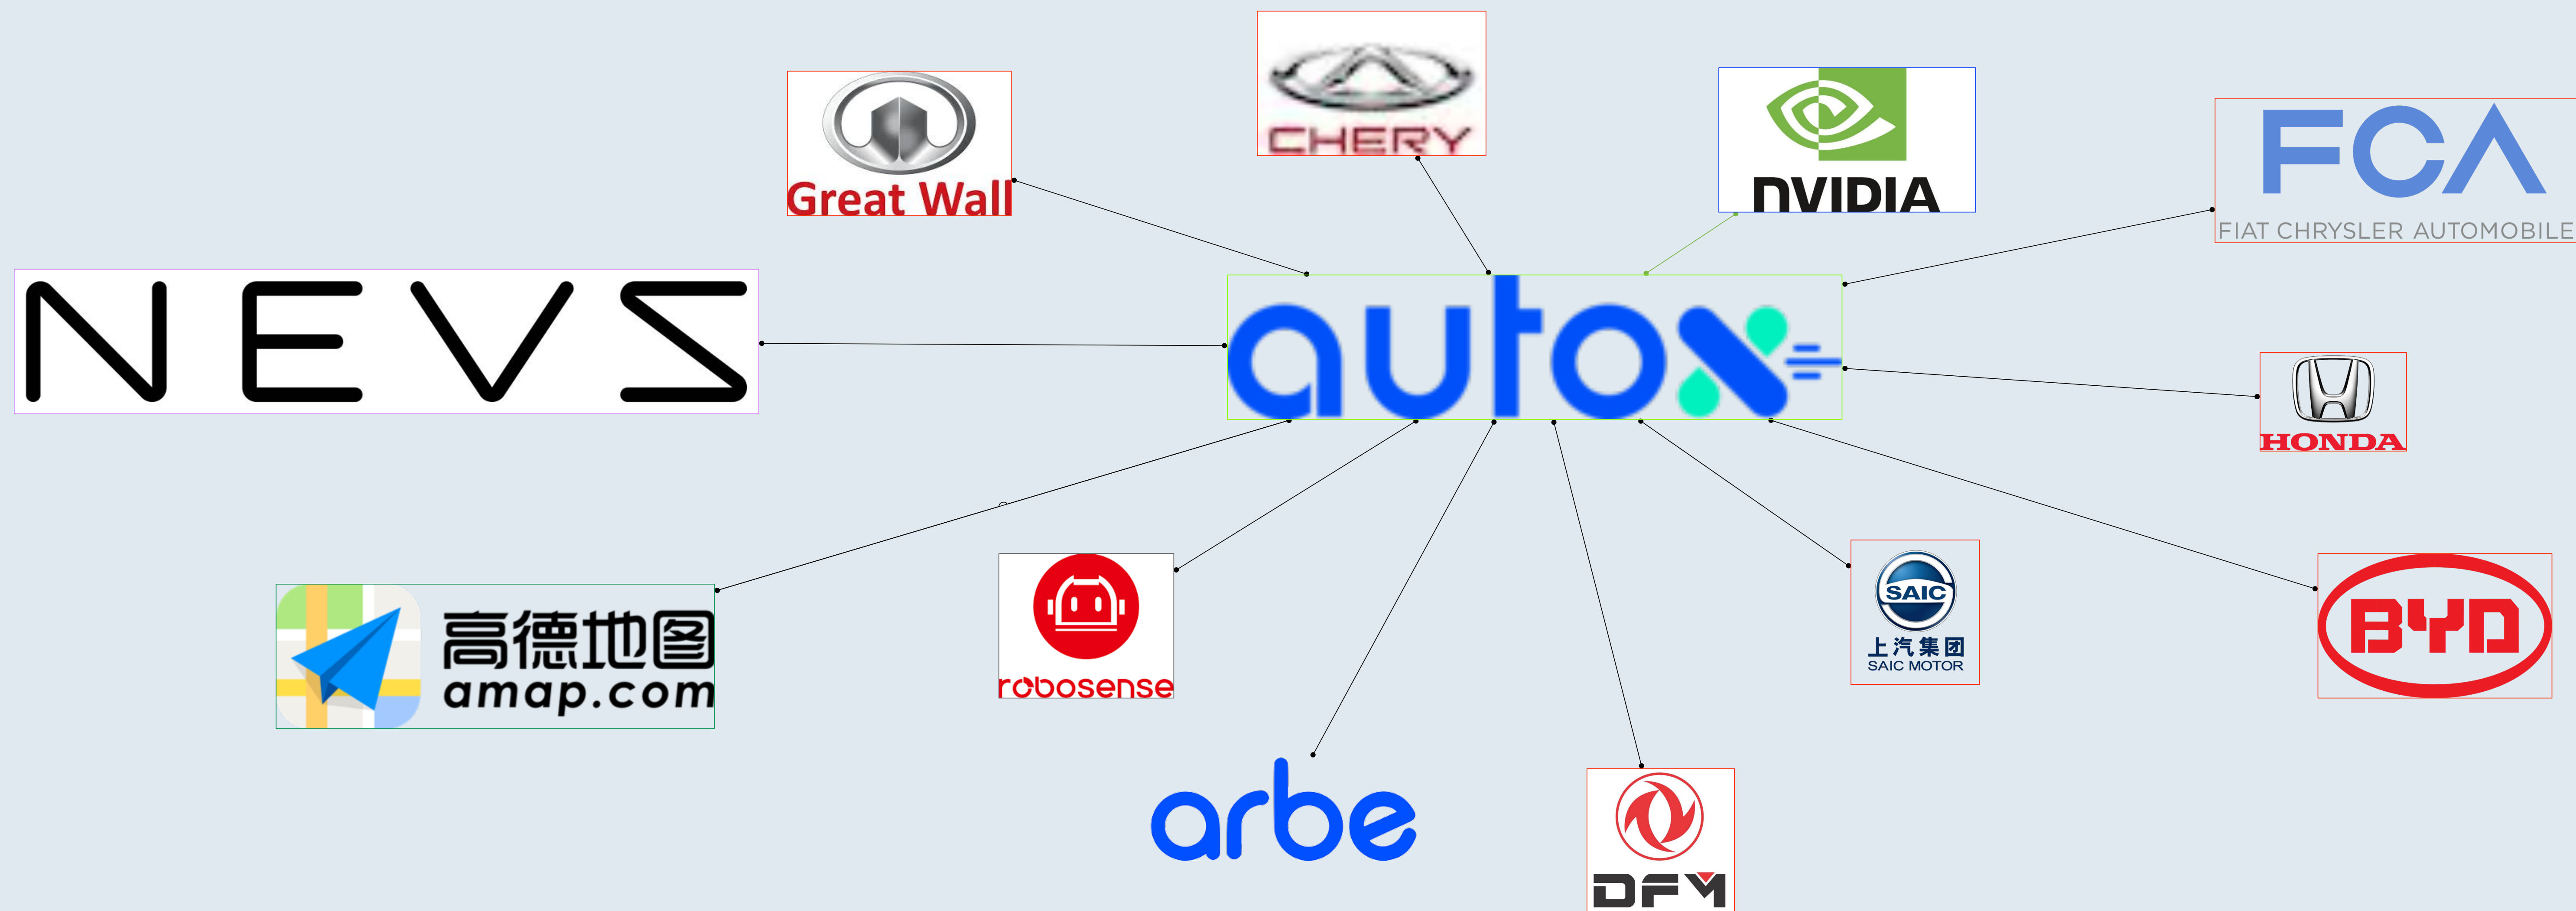 CHERY
Great Wall
NVIDIA
FCA
FIAT CHRYSLER AUTOMOBILE
NEVS
autox
HONDA
高德地图
amap.com
robosense
SAIC
上汽集团
SAIC MOTOR
BYD
arbe
DFM